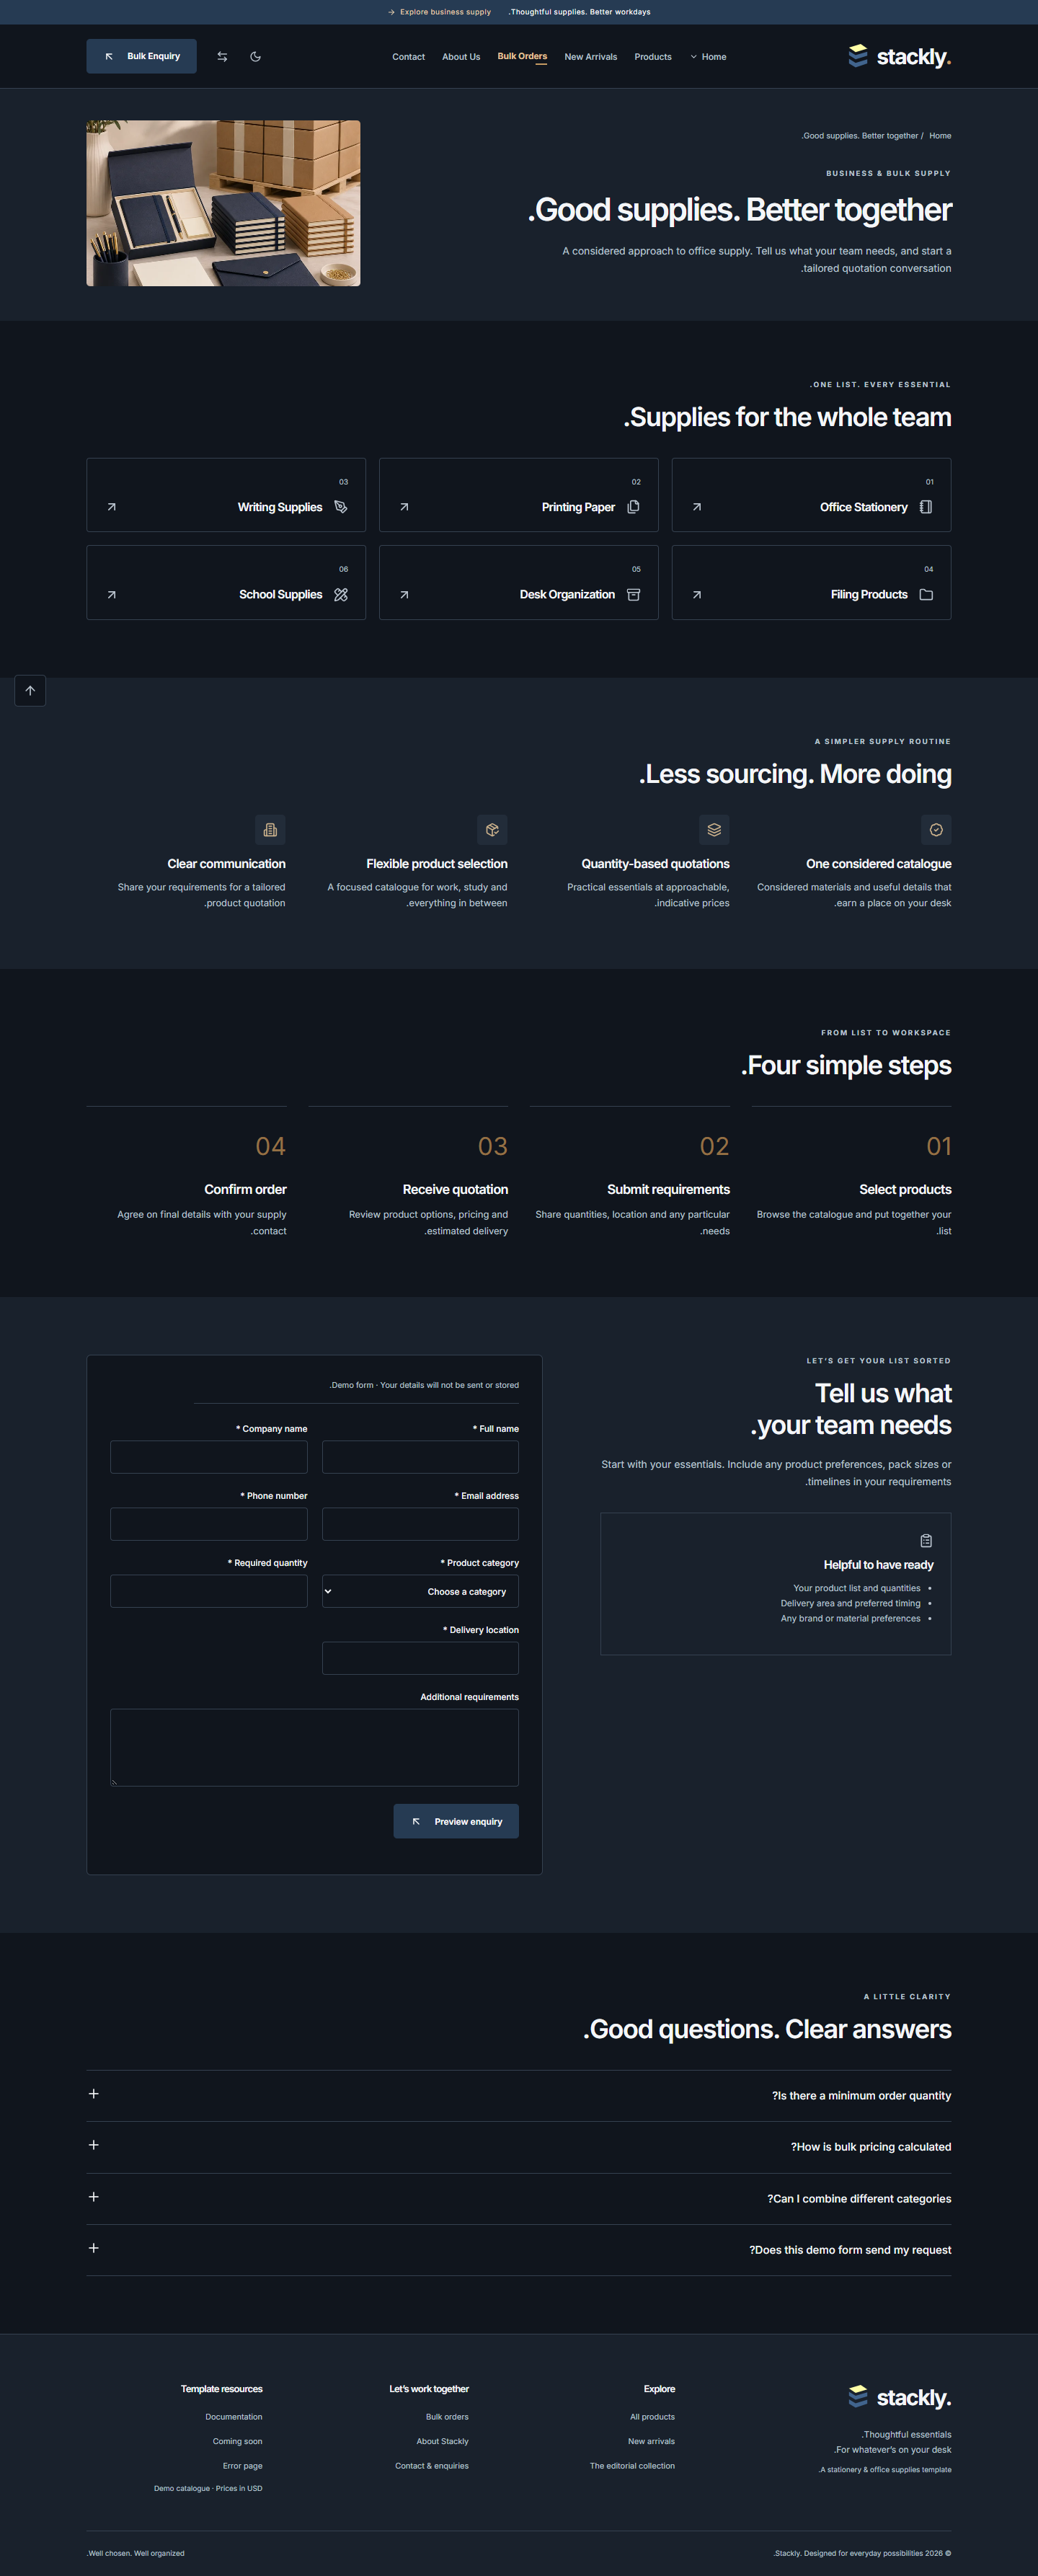 .Thoughtful supplies. Better workdays
Explore business supply
stackly.
Home
Products
New Arrivals
Bulk Orders
About Us
Contact
Bulk Enquiry
.Good supplies. Better together / Home
BUSINESS & BULK SUPPLY
.Good supplies. Better together
A considered approach to office supply. Tell us what your team needs, and start a
.tailored quotation conversation
.ONE LIST. EVERY ESSENTIAL
.Supplies for the whole team
01
Office Stationery
02
Printing Paper
03
Writing Supplies
04
Filing Products
05
Desk Organization
06
School Supplies
A SIMPLER SUPPLY ROUTINE
.Less sourcing. More doing
One considered catalogue
Considered materials and useful details that
.earn a place on your desk
Quantity-based quotations
Practical essentials at approachable,
.indicative prices
Flexible product selection
A focused catalogue for work, study and
.everything in between
Clear communication
Share your requirements for a tailored
.product quotation
FROM LIST TO WORKSPACE
.Four simple steps
01
Select products
Browse the catalogue and put together your
.list
02
Submit requirements
Share quantities, location and any particular
.needs
03
Receive quotation
Review product options, pricing and
.estimated delivery
04
Confirm order
Agree on final details with your supply
.contact
LET'S GET YOUR LIST SORTED
Tell us what
.your team needs
Start with your essentials. Include any product preferences, pack sizes or
.timelines in your requirements
Helpful to have ready
• Your product list and quantities
• Delivery area and preferred timing
• Any brand or material preferences
.Demo form · Your details will not be sent or stored
* Full name
* Company name
* Email address
* Phone number
* Product category
Choose a category
* Required quantity
* Delivery location
Additional requirements
Preview enquiry
A LITTLE CLARITY
.Good questions. Clear answers
?Is there a minimum order quantity
?How is bulk pricing calculated
?Can I combine different categories
?Does this demo form send my request
stackly.
.Thoughtful essentials
.For whatever's on your desk
.A stationery & office supplies template
Explore
All products
New arrivals
The editorial collection
Let's work together
Bulk orders
About Stackly
Contact & enquiries
Template resources
Documentation
Coming soon
Error page
Demo catalogue · Prices in USD
.Stackly. Designed for everyday possibilities 2026 ©
.Well chosen. Well organized